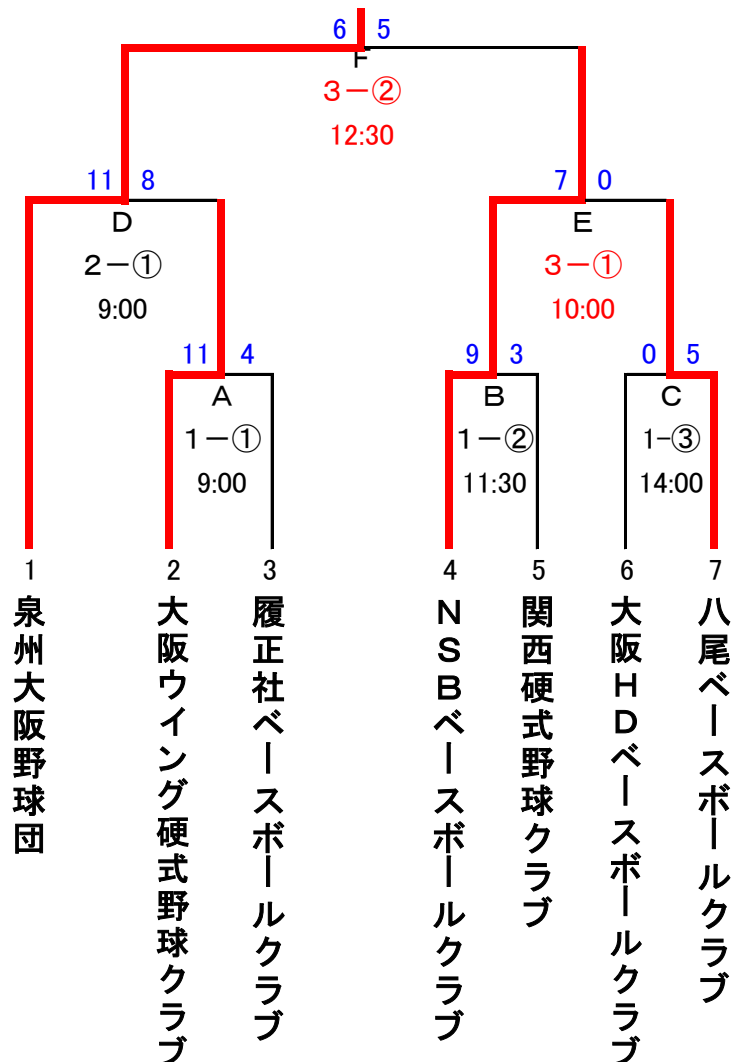 6 5
F
３－②
12:30
11 8
7 0
D
E
２－①
３－①
9:00
10:00
11 4
9 3
0 5
A
B
C
１－①
１－②
1-③
9:00
11:30
14:00
1
2
3
4
5
6
7
泉州大阪野球団
大阪ウイング硬式野球クラブ
履正社ベースボールクラブ
ＮＳＢベースボールクラブ
関西硬式野球クラブ
大阪ＨＤベースボールクラブ
八尾ベースボールクラブ